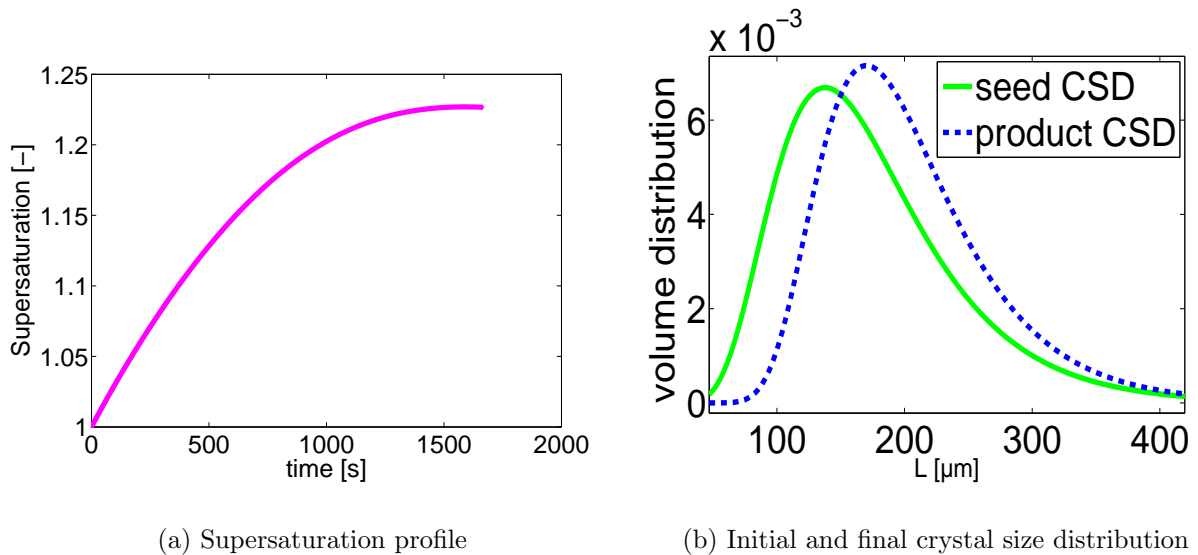 1.25
1.2
1.15
1.1
1.05
1
0 500 1000 1500 2000
Supersaturation [−]
time [s]
(a) Supersaturation profile
x 10−3
6
4
2
0
100 200 300 400
volume distribution
L [µm]
seed CSD
product CSD
(b) Initial and final crystal size distribution